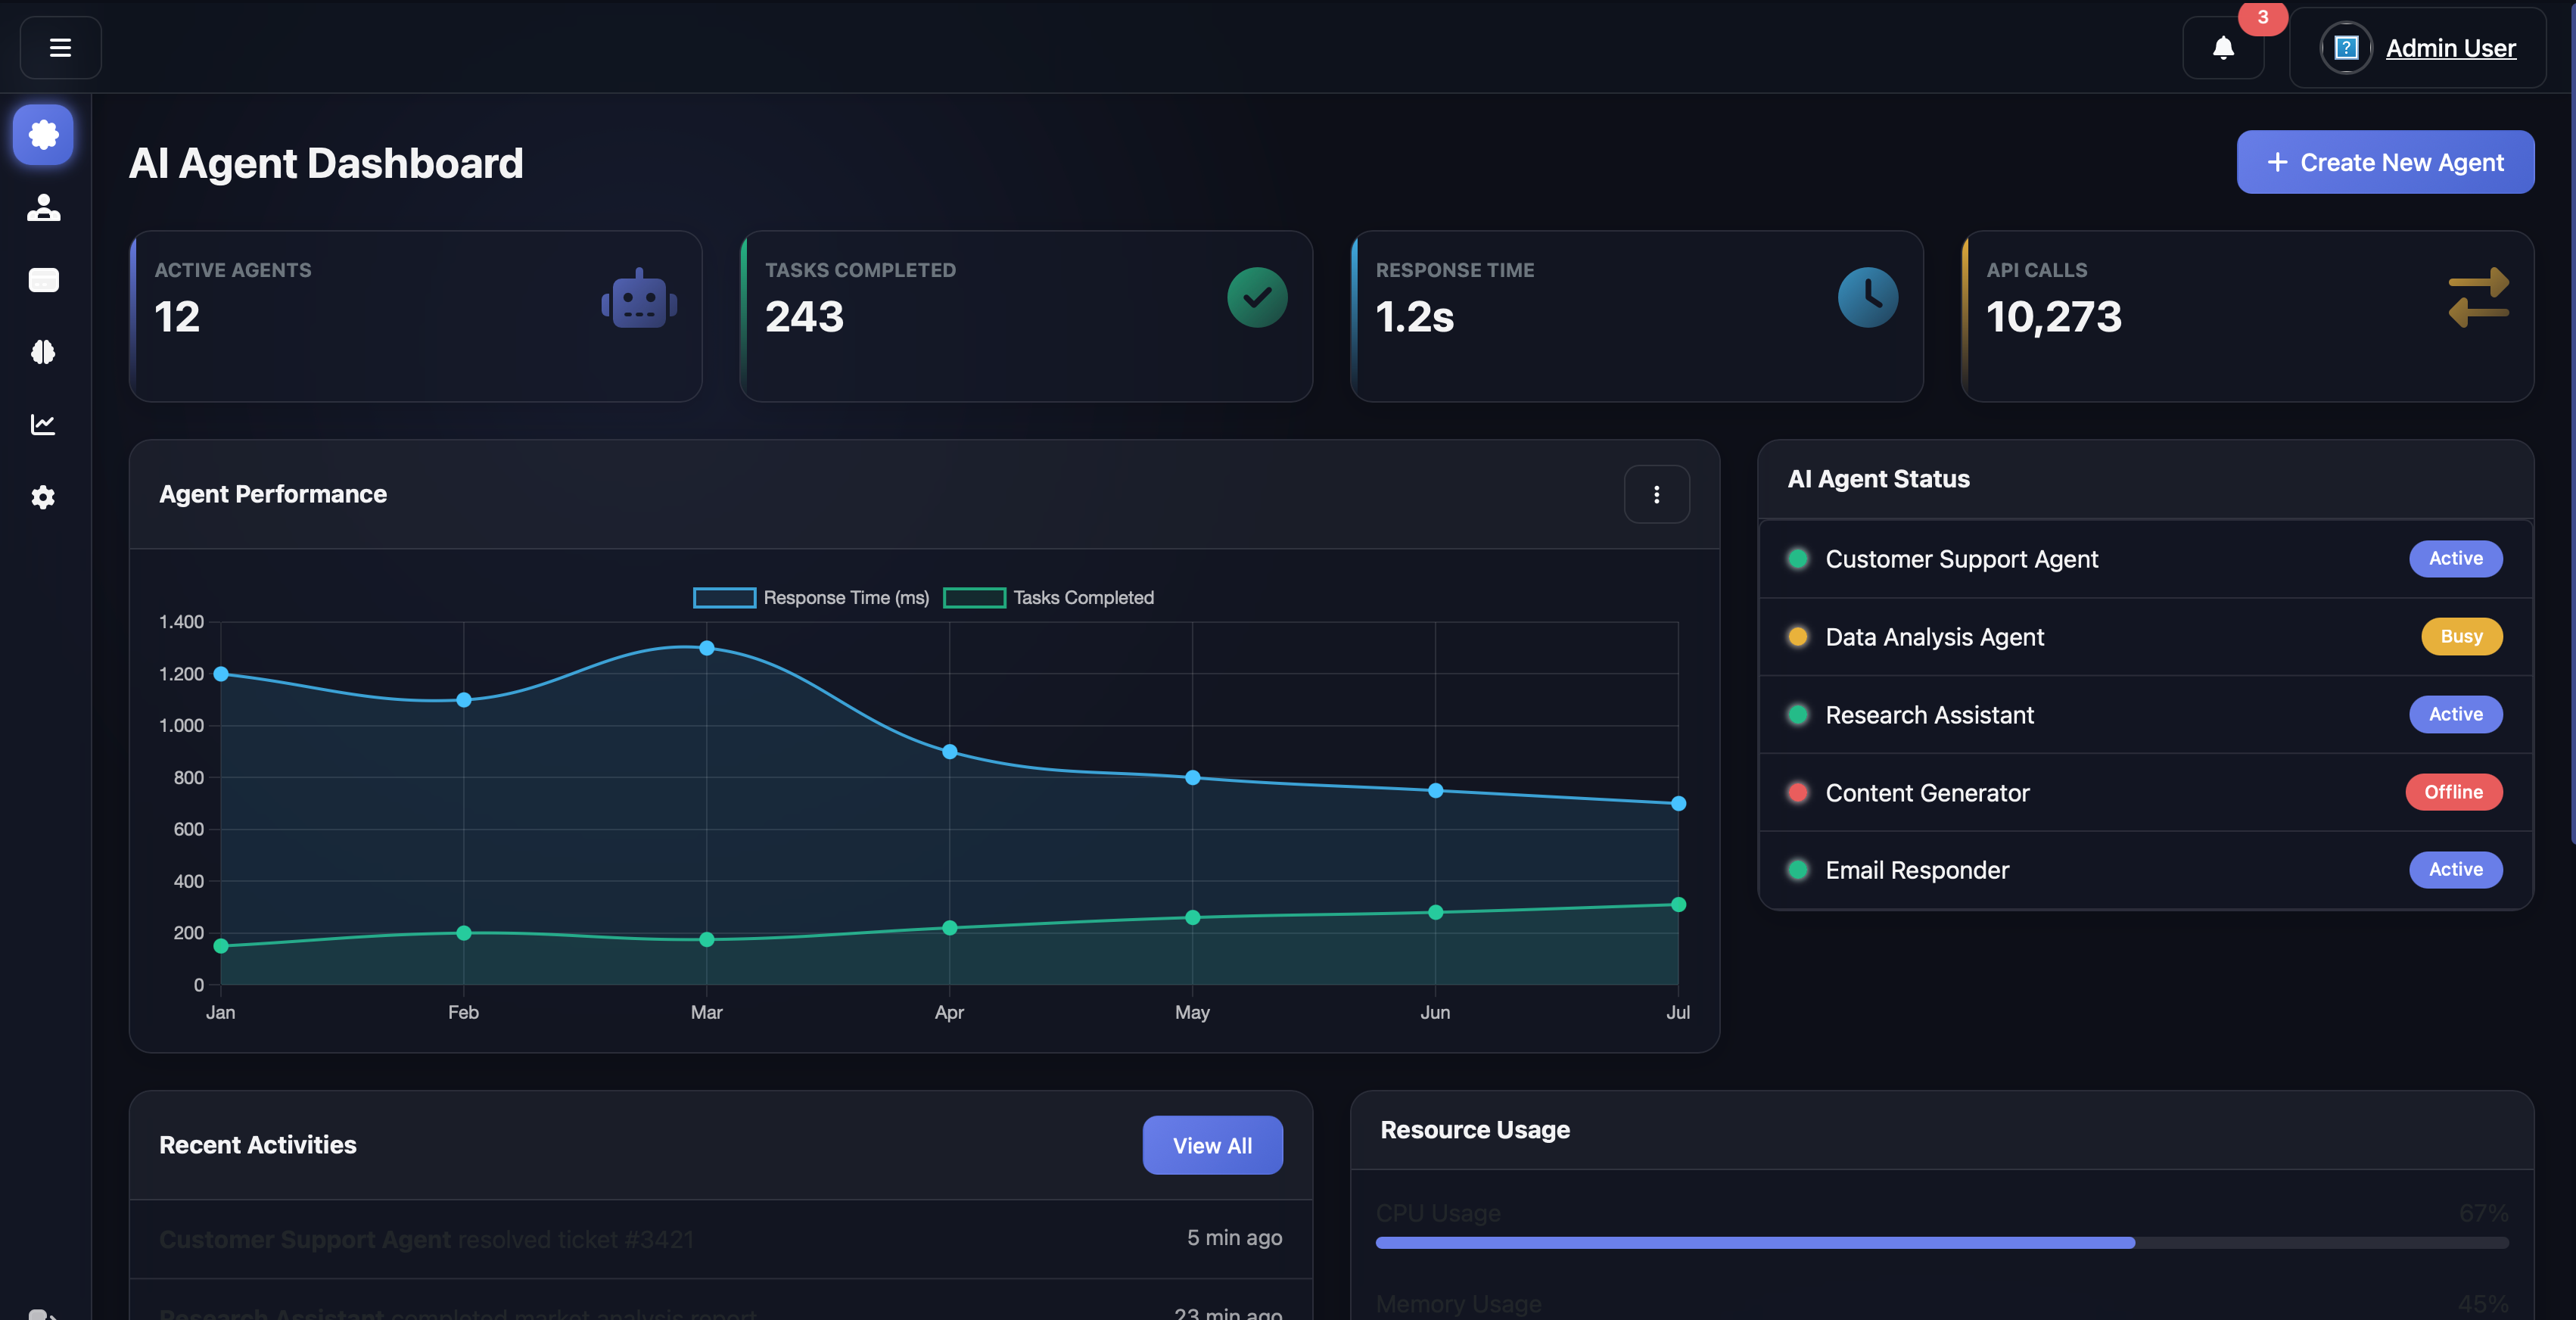 3
Admin User
AI Agent Dashboard
+ Create New Agent
ACTIVE AGENTS
12
TASKS COMPLETED
243
RESPONSE TIME
1.2s
API CALLS
10,273
Agent Performance
Response Time (ms) Tasks Completed
1.400
1.200
1.000
800
600
400
200
0
Jan Feb Mar Apr May Jun Jul
AI Agent Status
Customer Support Agent Active
Data Analysis Agent Busy
Research Assistant Active
Content Generator Offline
Email Responder Active
Recent Activities
View All
Customer Support Agent resolved ticket #3421 5 min ago
Research Assistant completed market analysis report 23 min ago
Resource Usage
CPU Usage 67%
Memory Usage 45%